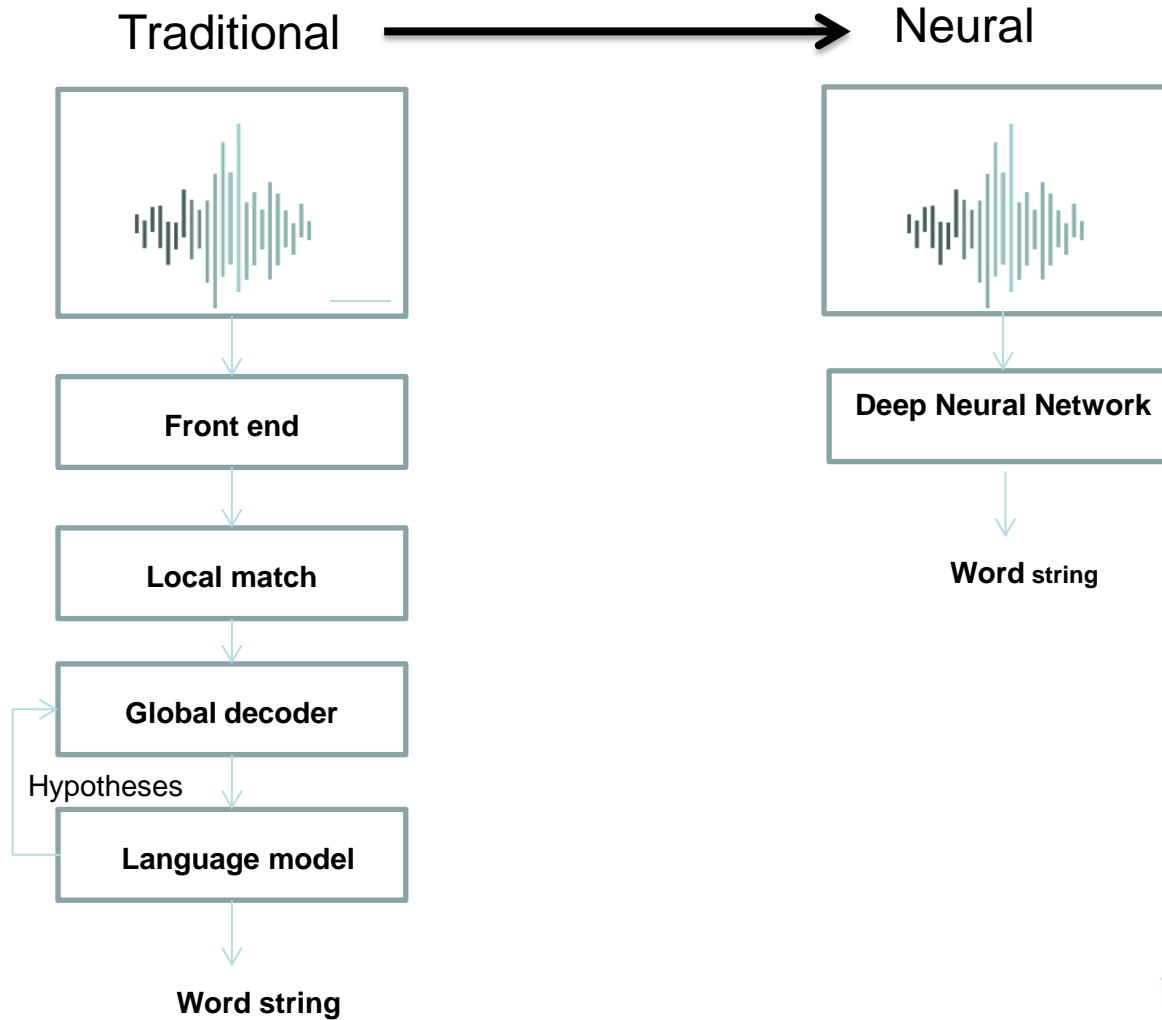 Traditional
Neural
Front end
Local match
Global decoder
Hypotheses
Language model
Word string
Deep Neural Network
Word string